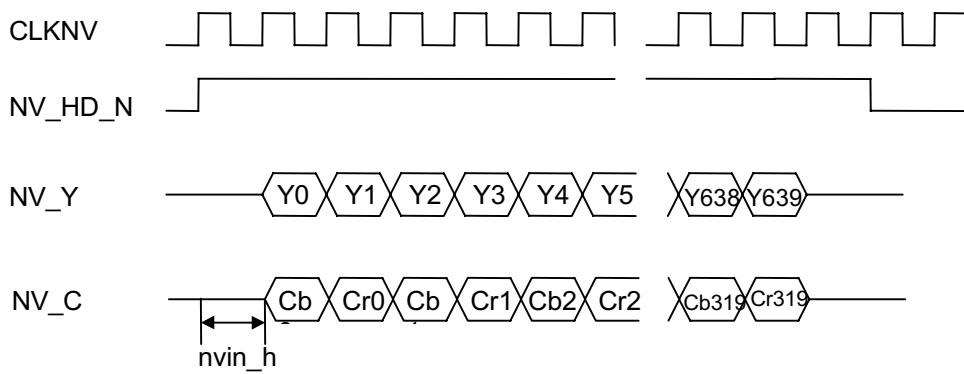 CLKNV
NV_HD_N
NV_Y Y0 Y1 Y2 Y3 Y4 Y5 Y638 Y639
NV_C Cb Cr0 Cb Cr1 Cb2 Cr2 Cb319 Cr319
nvin_h